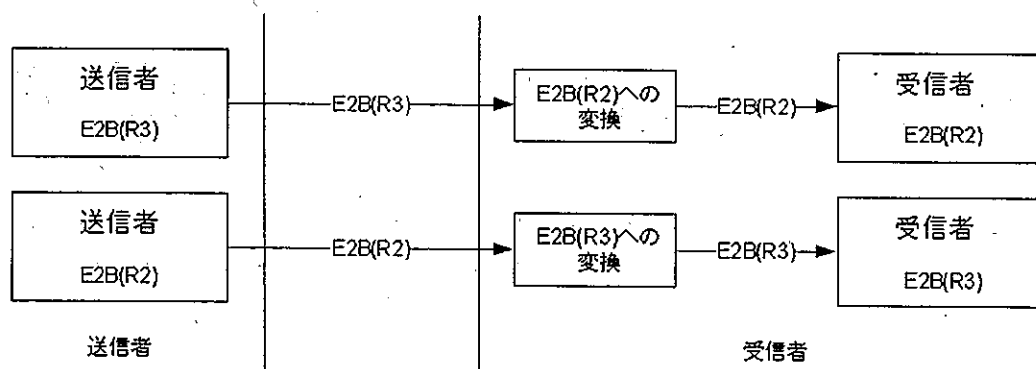 送信者
E2B(R3)
E2B(R3)
E2B(R2)への
変換
E2B(R2)
受信者
E2B(R2)
送信者
E2B(R2)
E2B(R2)
E2B(R3)への
変換
E2B(R3)
受信者
E2B(R3)
送信者
受信者